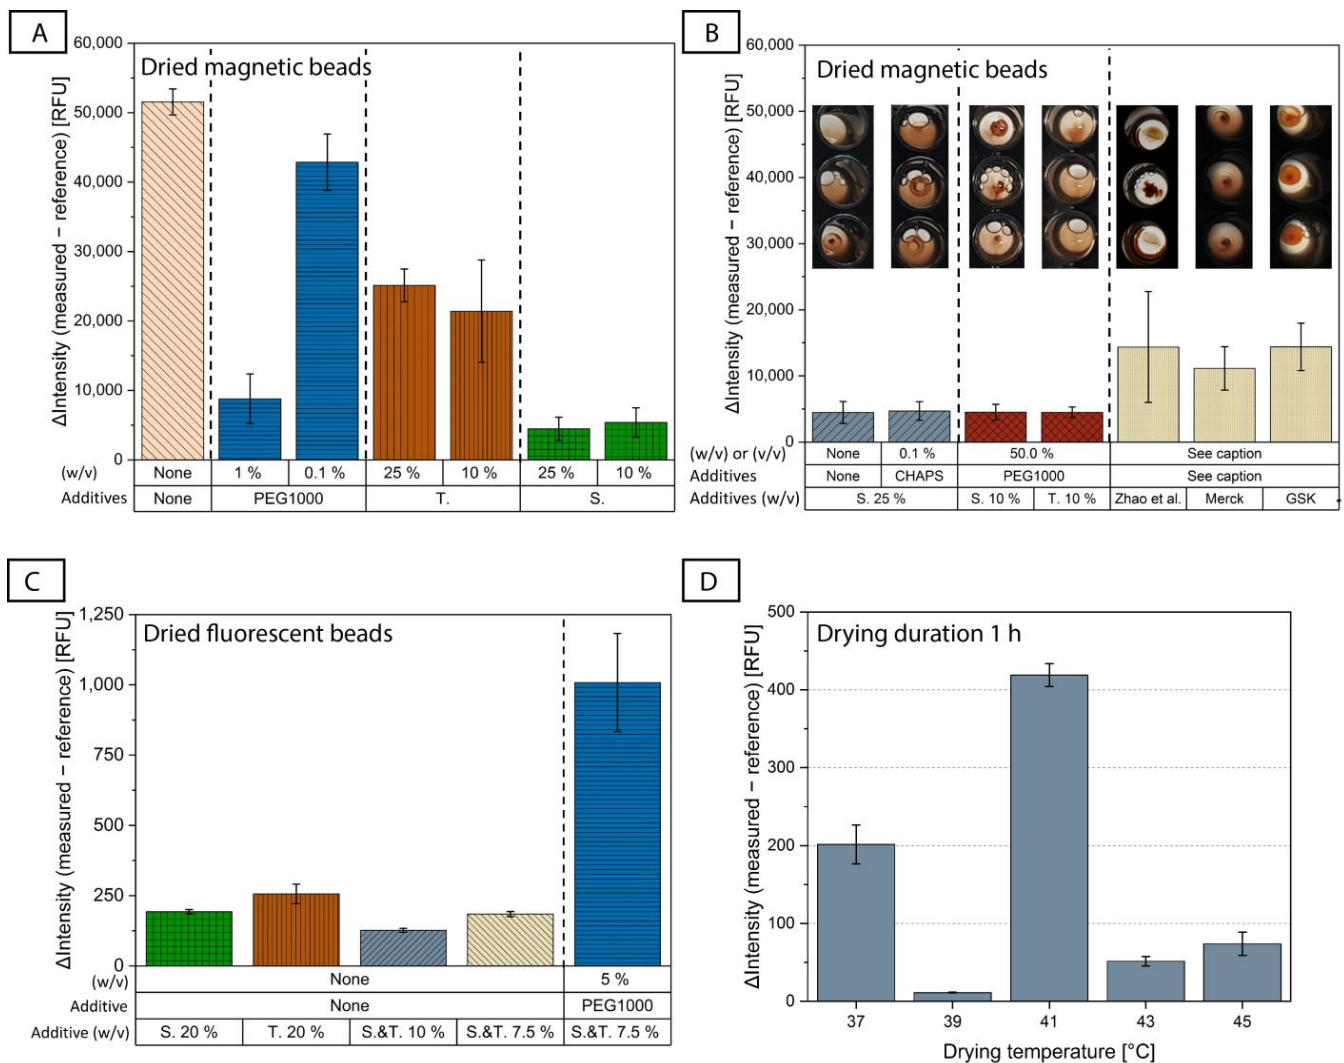 A
60,000
50,000
40,000
30,000
20,000
10,000
0
ΔIntensity (measured – reference) [RFU]
Dried magnetic beads
(w/v) None 1 % 0.1 % 25 % 10 % 25 % 10 %
Additives None PEG1000 T. S.
B
60,000
50,000
40,000
30,000
20,000
10,000
0
ΔIntensity (measured – reference) [RFU]
Dried magnetic beads
(w/v) or (v/v) None 0.1 % 50.0 % See caption
Additives None CHAPS PEG1000 See caption
Additives (w/v) S. 25 % S. 10 % T. 10 % Zhao et al. Merck GSK
C
1,250
1,000
750
500
250
0
ΔIntensity (measured – reference) [RFU]
Dried fluorescent beads
(w/v) None 5 %
Additive None PEG1000
Additive (w/v) S. 20 % T. 20 % S.&T. 10 % S.&T. 7.5 % S.&T. 7.5 %
D
500
400
300
200
100
0
ΔIntensity (measured – reference) [RFU]
Drying duration 1 h
37 39 41 43 45
Drying temperature [°C]